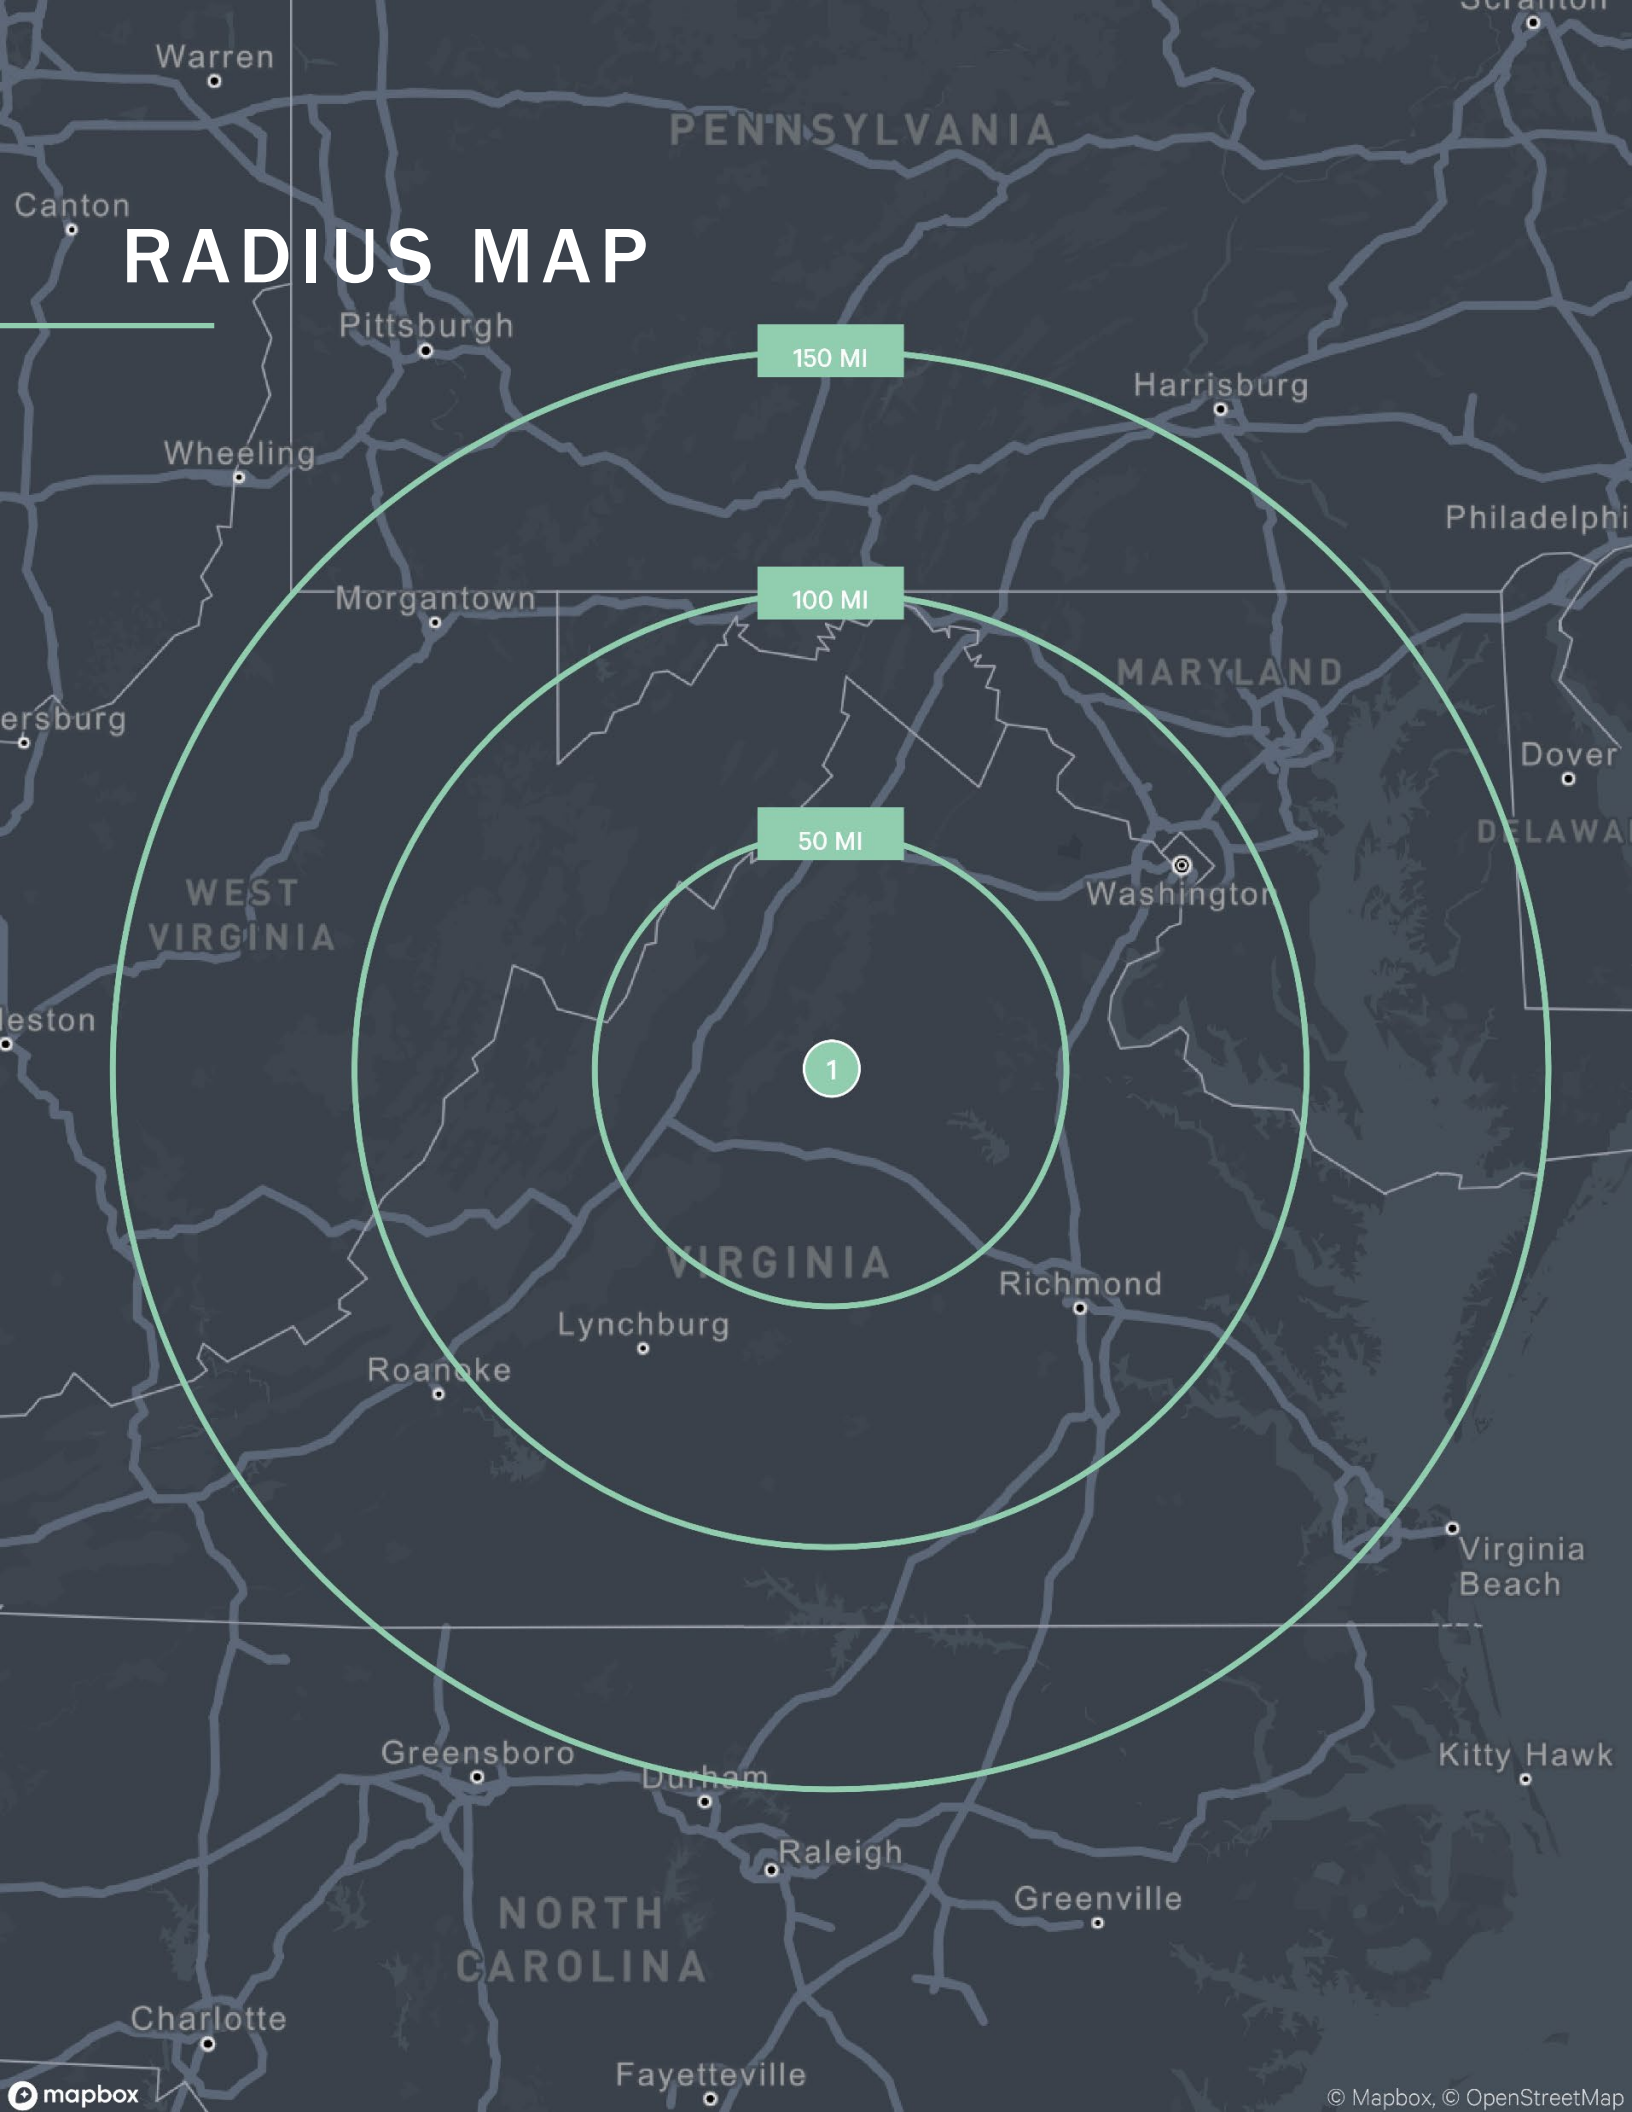 Scranton
Warren
PENNSYLVANIA
Canton
RADIUS MAP
Pittsburgh
150 MI
Harrisburg
Wheeling
Philadelphi
100 MI
Morgantown
MARYLAND
ersburg
Dover
50 MI
DELAWA
WEST
VIRGINIA
Washington
leston
1
VIRGINIA
Richmond
Lynchburg
Roanoke
Virginia
Beach
Greensboro
Durham
Kitty Hawk
Raleigh
Greenville
NORTH
CAROLINA
Charlotte
Fayetteville
mapbox
© Mapbox, © OpenStreetMap